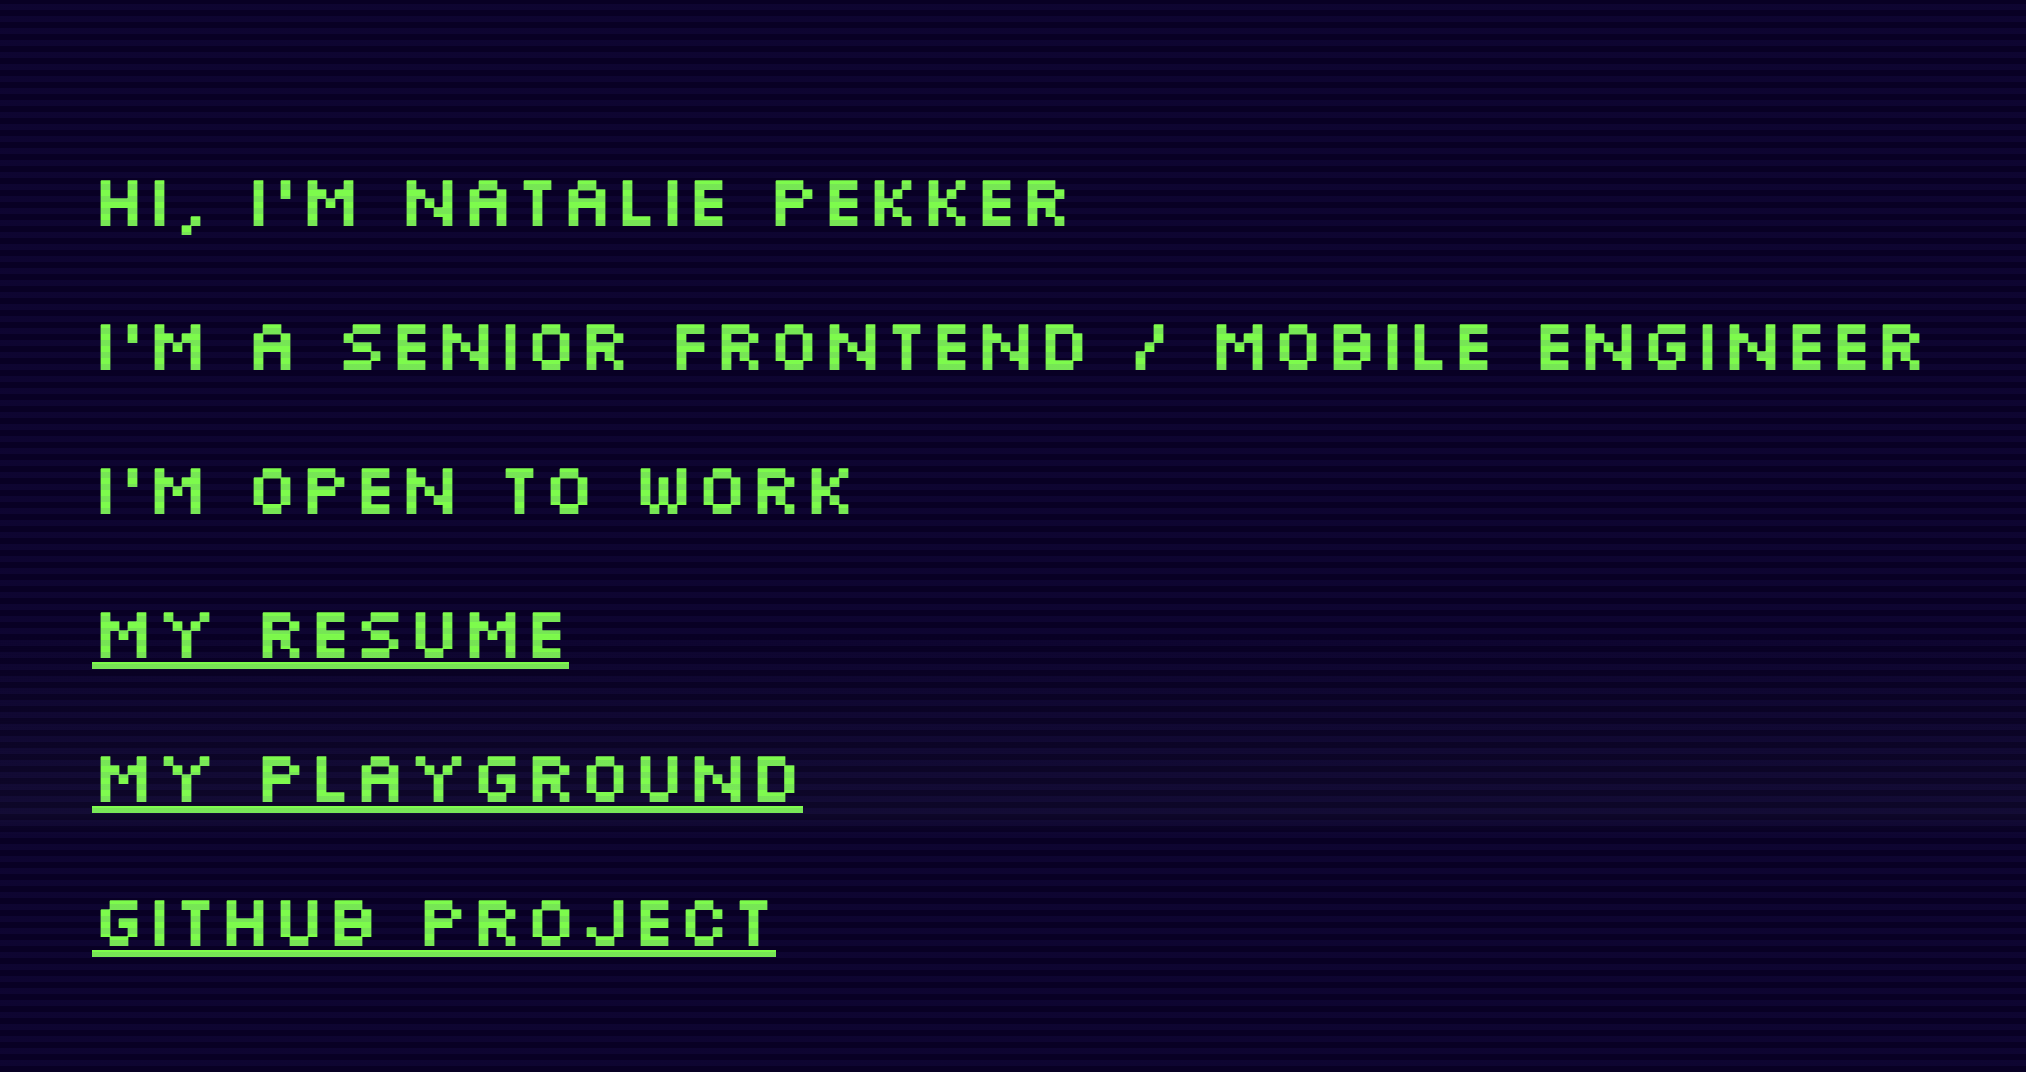 HI, I'M NATALIE PEKKER
I'M A SENIOR FRONTEND / MOBILE ENGINEER
I'M OPEN TO WORK
MY RESUME
MY PLAYGROUND
GITHUB PROJECT